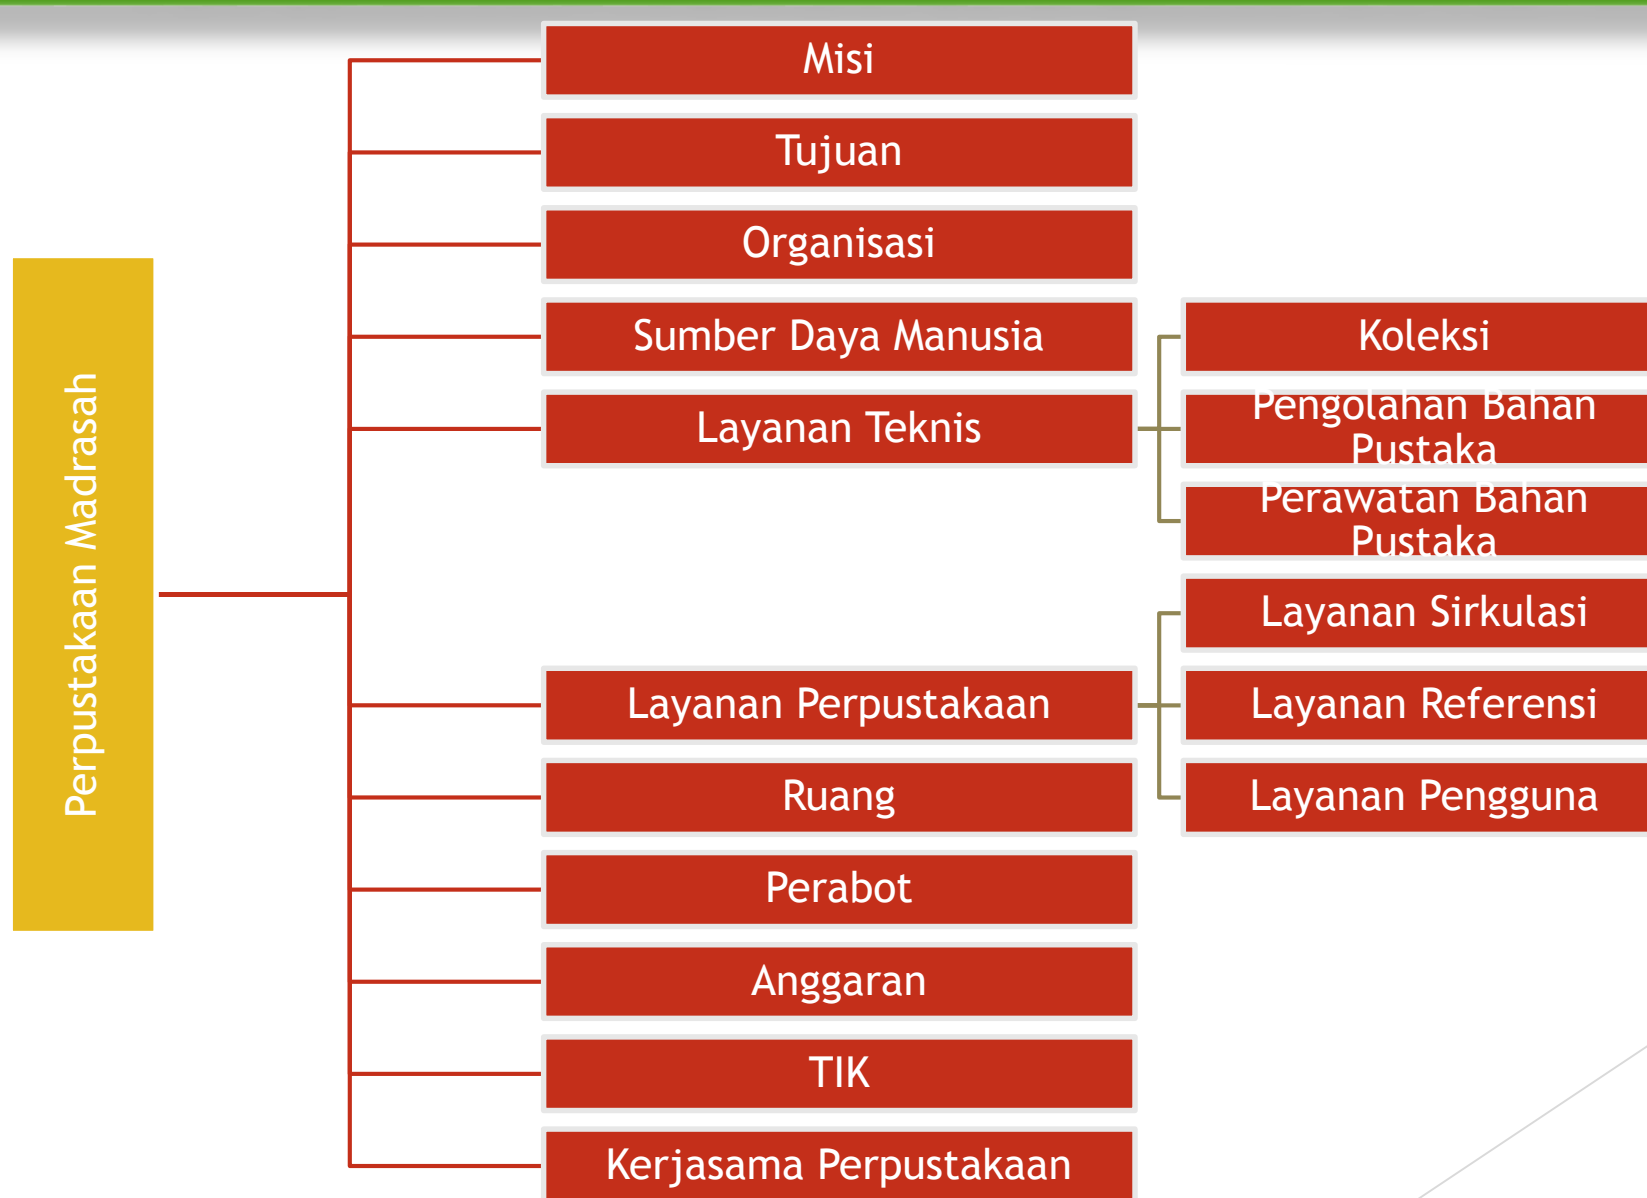 Perpustakaan Madrasah
Misi
Tujuan
Organisasi
Sumber Daya Manusia
Layanan Teknis
Koleksi
Pengolahan Bahan
Pustaka
Perawatan Bahan
Pustaka
Layanan Perpustakaan
Layanan Sirkulasi
Layanan Referensi
Layanan Pengguna
Ruang
Perabot
Anggaran
TIK
Kerjasama Perpustakaan